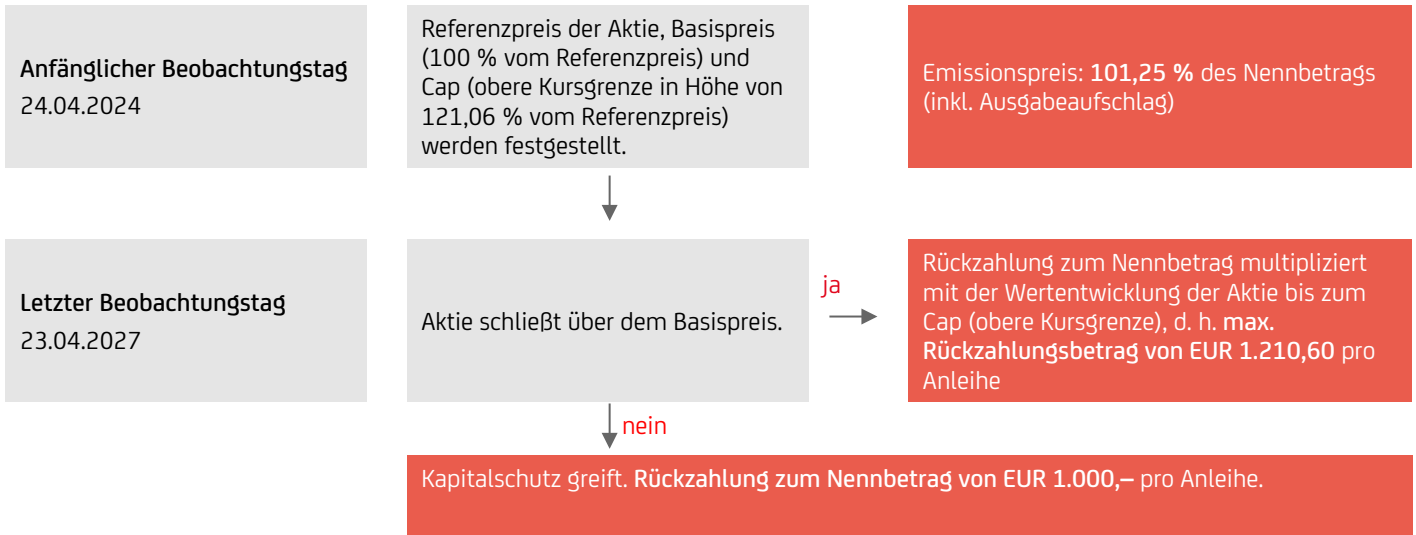 Anfänglicher Beobachtungstag
24.04.2024
Referenzpreis der Aktie, Basispreis
(100 % vom Referenzpreis) und
Cap (obere Kursgrenze in Höhe von
121,06 % vom Referenzpreis)
werden festgestellt.
Emissionspreis: 101,25 % des Nennbetrags
(inkl. Ausgabeaufschlag)
Letzter Beobachtungstag
23.04.2027
Aktie schließt über dem Basispreis.
ja
Rückzahlung zum Nennbetrag multipliziert
mit der Wertentwicklung der Aktie bis zum
Cap (obere Kursgrenze), d. h. max.
Rückzahlungsbetrag von EUR 1.210,60 pro
Anleihe
nein
Kapitalschutz greift. Rückzahlung zum Nennbetrag von EUR 1.000,– pro Anleihe.